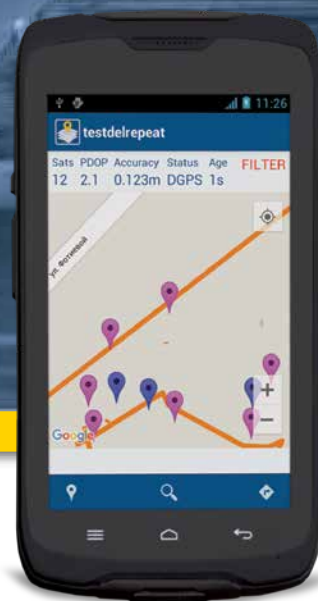 11:26
testdelrepeat
Sats PDOP Accuracy Status Age FILTER
12 2.1 0.123m DGPS 1s
ул. Фотиевой
+
−
Google